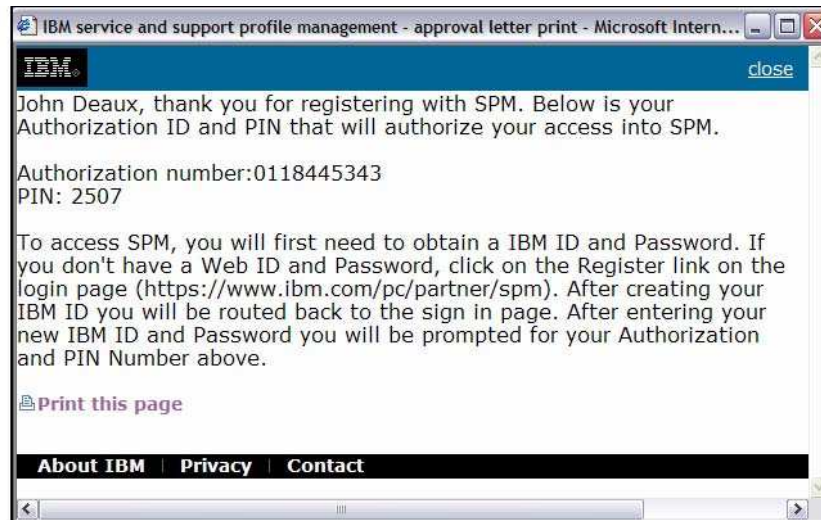 IBM service and support profile management - approval letter print - Microsoft Intern...
IBM
close
John Deaux, thank you for registering with SPM. Below is your
Authorization ID and PIN that will authorize your access into SPM.
Authorization number:0118445343
PIN: 2507
To access SPM, you will first need to obtain a IBM ID and Password. If
you don't have a Web ID and Password, click on the Register link on the
login page (https://www.ibm.com/pc/partner/spm). After creating your
IBM ID you will be routed back to the sign in page. After entering your
new IBM ID and Password you will be prompted for your Authorization
and PIN Number above.
Print this page
About IBM | Privacy | Contact